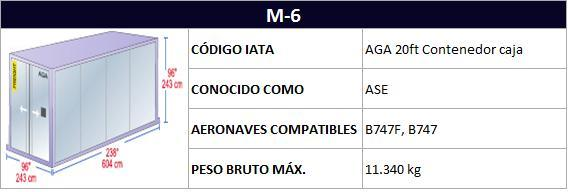 M-6
CÓDIGO IATA
AGA 20ft Contenedor caja
CONOCIDO COMO
ASE
AERONAVES COMPATIBLES
B747F, B747
PESO BRUTO MÁX.
11.340 kg
FREIGHT
AGA
96"
243 cm
238"
604 cm
96"
243 cm